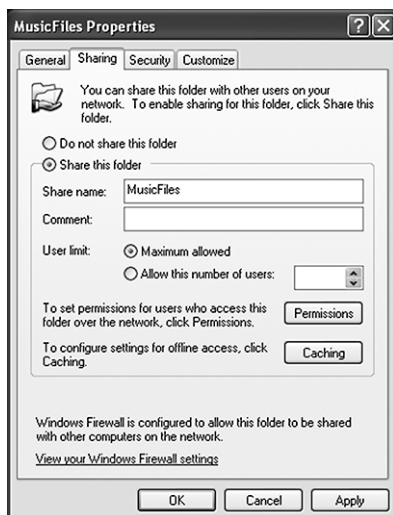 MusicFiles Properties
General Sharing Security Customize
You can share this folder with other users on your
network. To enable sharing for this folder, click Share this
folder.
Do not share this folder
Share this folder
Share name: MusicFiles
Comment:
User limit: Maximum allowed
Allow this number of users:
To set permissions for users who access this
folder over the network, click Permissions.
Permissions
To configure settings for offline access, click
Caching.
Caching
Windows Firewall is configured to allow this folder to be shared
with other computers on the network.
View your Windows Firewall settings
OK Cancel Apply